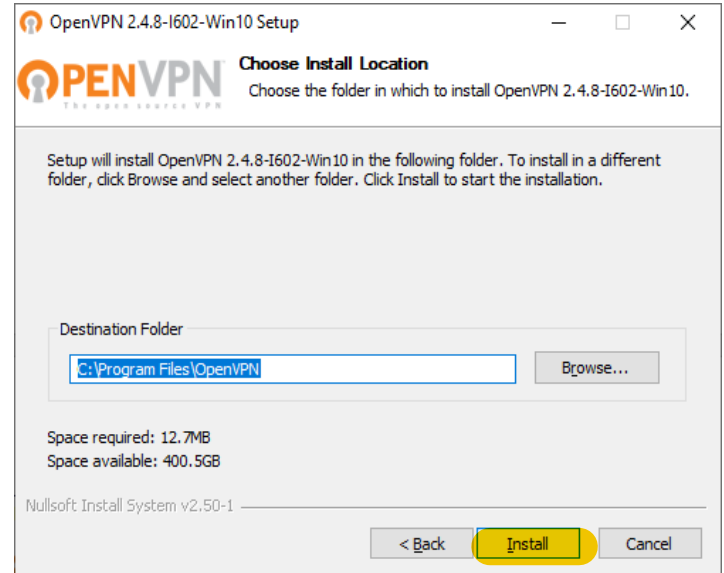 OpenVPN 2.4.8-I602-Win10 Setup
OPENVPN
The open source VPN
Choose Install Location
Choose the folder in which to install OpenVPN 2.4.8-I602-Win10.
Setup will install OpenVPN 2.4.8-I602-Win10 in the following folder. To install in a different
folder, click Browse and select another folder. Click Install to start the installation.
Destination Folder
C:\Program Files\OpenVPN
Browse...
Space required: 12.7MB
Space available: 400.5GB
Nullsoft Install System v2.50-1
< Back
Install
Cancel